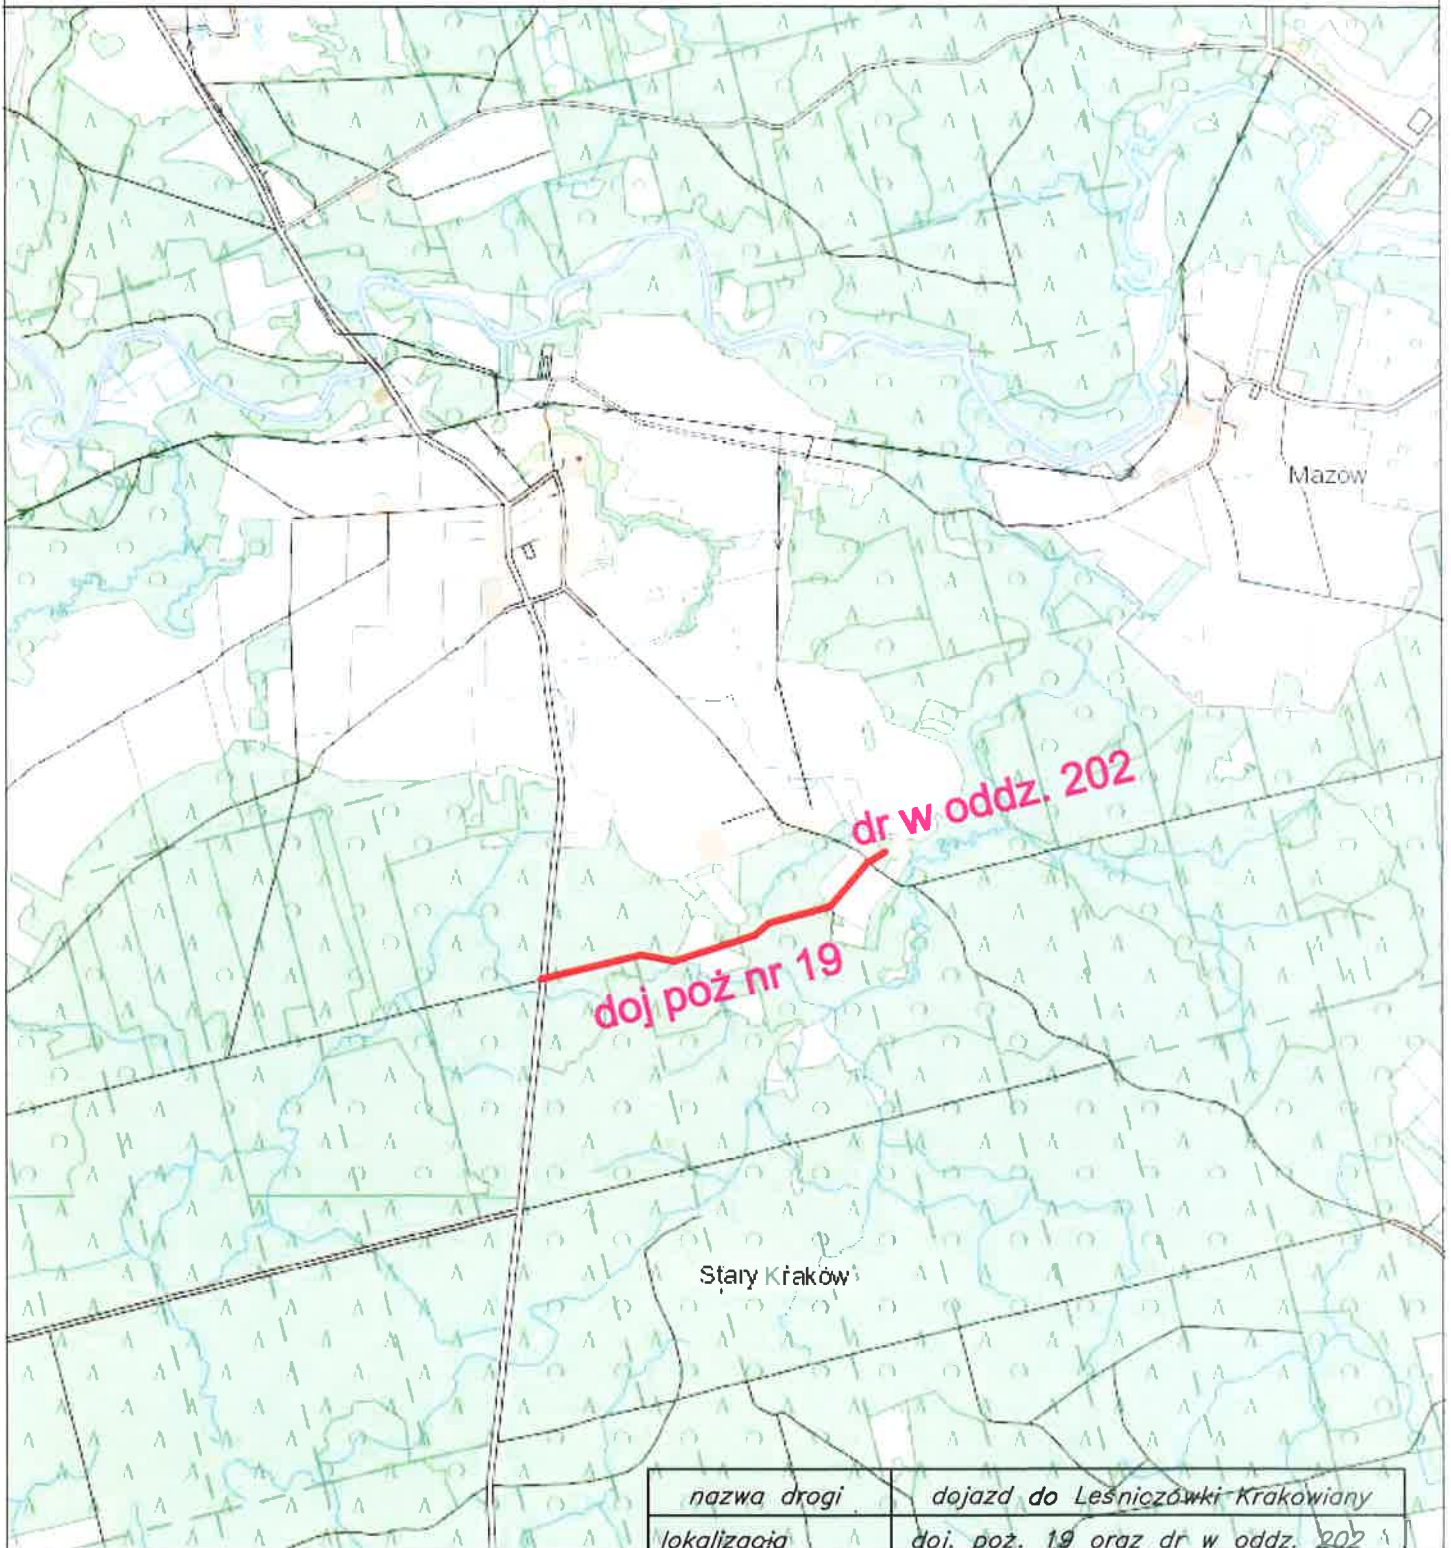 Mazów
dr w oddz. 202
doj poż nr 19
Stary Kraków
nazwa drogi dojazd do Leśniczówki Krakowiany
lokalizacja doj. poż. 19 oraz dr w oddz. 202